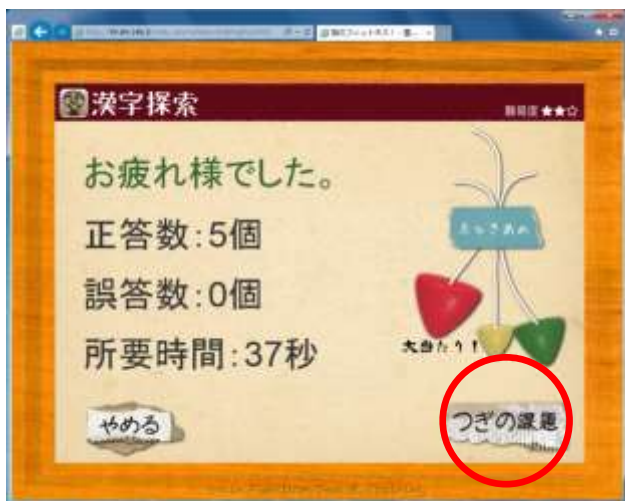 漢字探索
難易度★★☆
お疲れ様でした。
正答数:5個
誤答数:0個
所要時間:37秒
大当たり!
やめる
つぎの課題